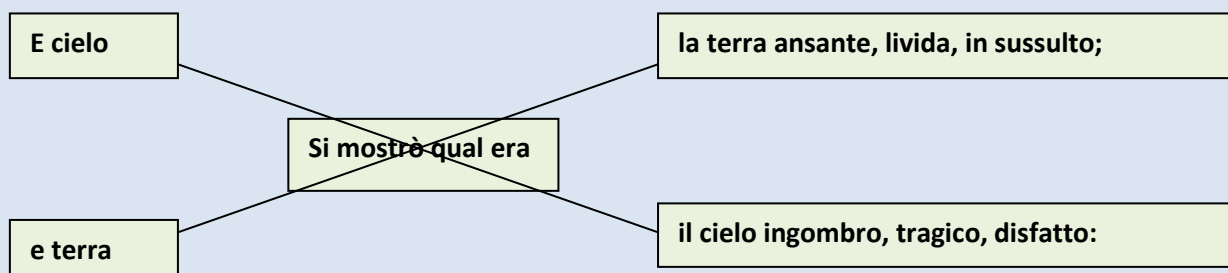 E cielo
la terra ansante, livida, in sussulto;
Si mostrò qual era
e terra
il cielo ingombro, tragico, disfatto: